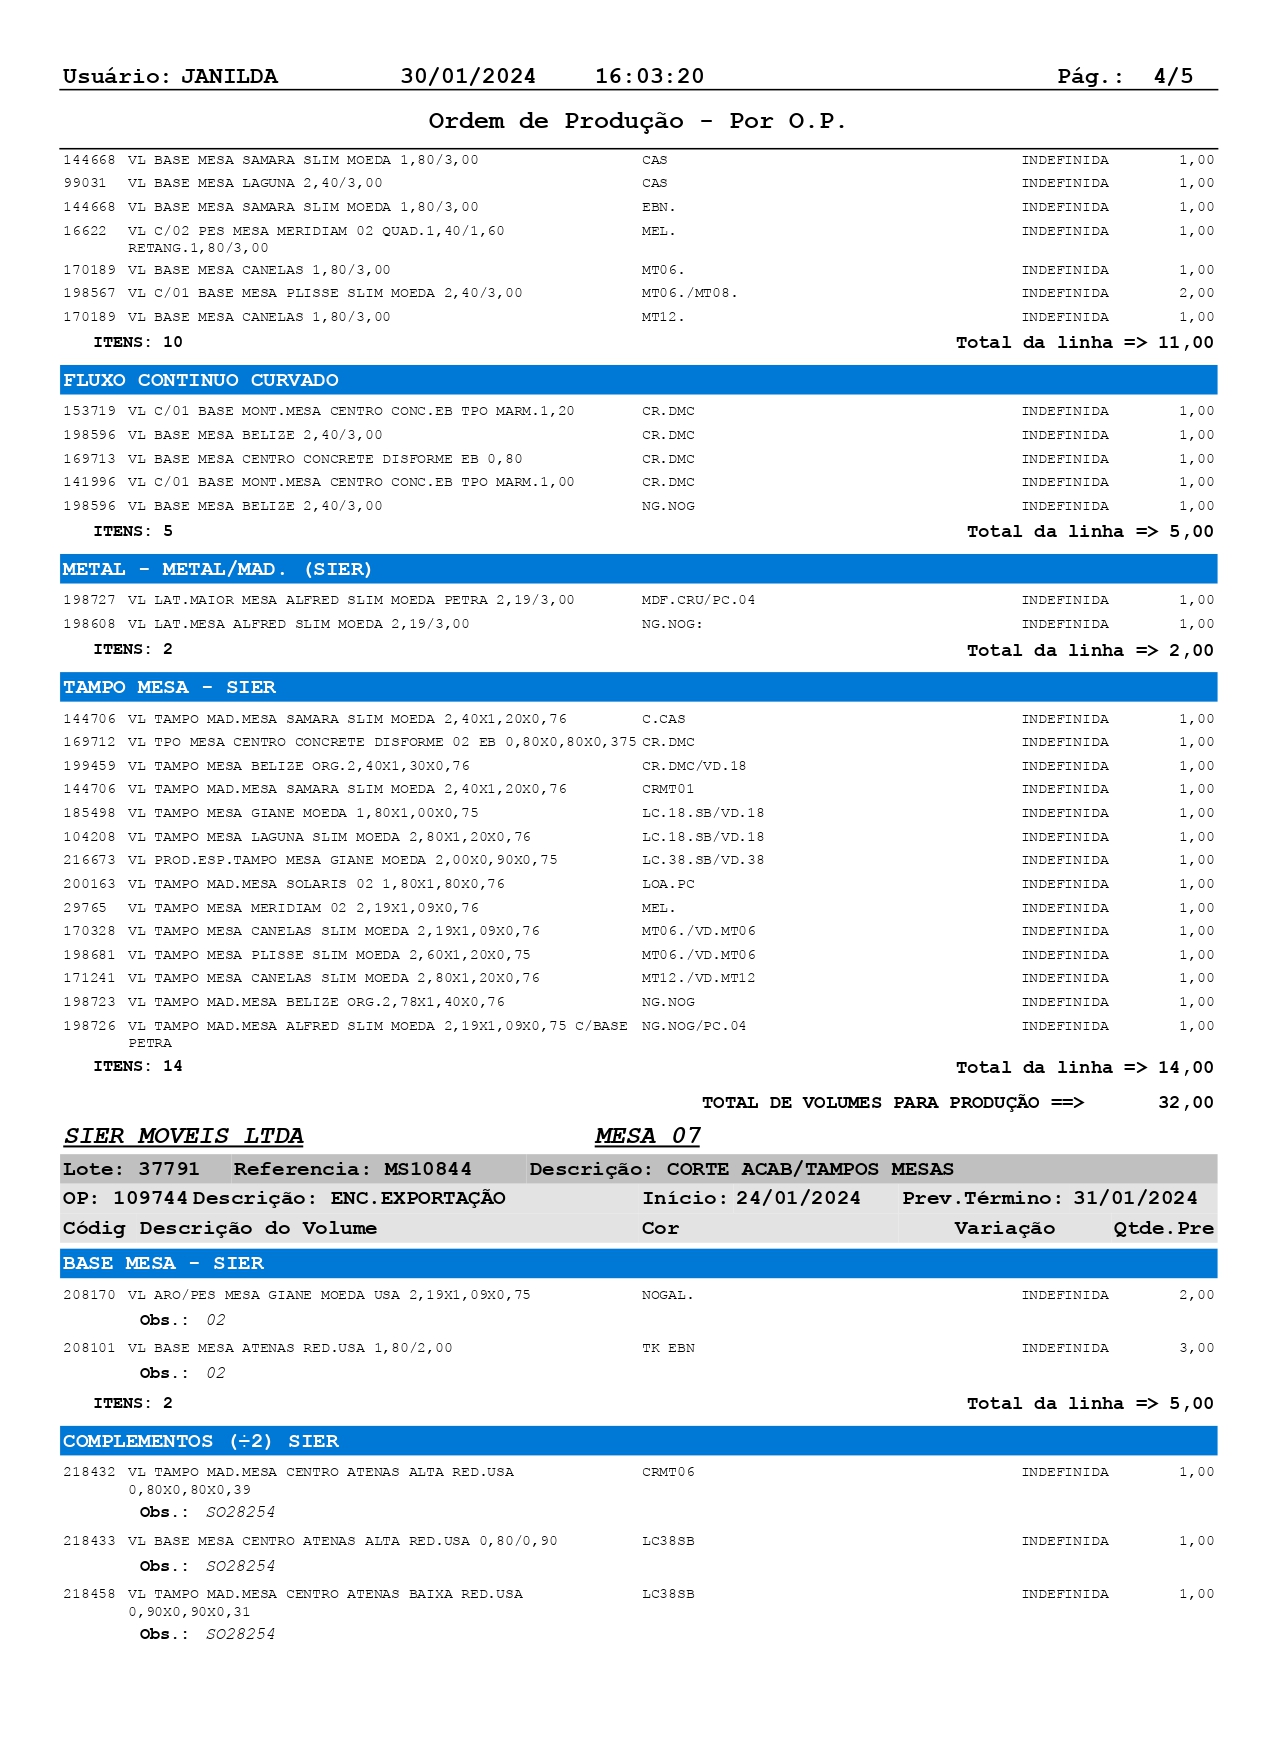 Usuário: JANILDA 30/01/2024 16:03:20 Pág.: 4/5
Ordem de Produção - Por O.P.
144668 VL BASE MESA SAMARA SLIM MOEDA 1,80/3,00 CAS INDEFINIDA 1,00
99031 VL BASE MESA LAGUNA 2,40/3,00 CAS INDEFINIDA 1,00
144668 VL BASE MESA SAMARA SLIM MOEDA 1,80/3,00 EBN. INDEFINIDA 1,00
16622 VL C/02 PES MESA MERIDIAM 02 QUAD.1,40/1,60 MEL. INDEFINIDA 1,00
RETANG.1,80/3,00
170189 VL BASE MESA CANELAS 1,80/3,00 MT06. INDEFINIDA 1,00
198567 VL C/01 BASE MESA PLISSE SLIM MOEDA 2,40/3,00 MT06./MT08. INDEFINIDA 2,00
170189 VL BASE MESA CANELAS 1,80/3,00 MT12. INDEFINIDA 1,00
ITENS: 10 Total da linha => 11,00
FLUXO CONTINUO CURVADO
153719 VL C/01 BASE MONT.MESA CENTRO CONC.EB TPO MARM.1,20 CR.DMC INDEFINIDA 1,00
198596 VL BASE MESA BELIZE 2,40/3,00 CR.DMC INDEFINIDA 1,00
169713 VL BASE MESA CENTRO CONCRETE DISFORME EB 0,80 CR.DMC INDEFINIDA 1,00
141996 VL C/01 BASE MONT.MESA CENTRO CONC.EB TPO MARM.1,00 CR.DMC INDEFINIDA 1,00
198596 VL BASE MESA BELIZE 2,40/3,00 NG.NOG INDEFINIDA 1,00
ITENS: 5 Total da linha => 5,00
METAL - METAL/MAD. (SIER)
198727 VL LAT.MAIOR MESA ALFRED SLIM MOEDA PETRA 2,19/3,00 MDF.CRU/PC.04 INDEFINIDA 1,00
198608 VL LAT.MESA ALFRED SLIM MOEDA 2,19/3,00 NG.NOG: INDEFINIDA 1,00
ITENS: 2 Total da linha => 2,00
TAMPO MESA - SIER
144706 VL TAMPO MAD.MESA SAMARA SLIM MOEDA 2,40X1,20X0,76 C.CAS INDEFINIDA 1,00
169712 VL TPO MESA CENTRO CONCRETE DISFORME 02 EB 0,80X0,80X0,375 CR.DMC INDEFINIDA 1,00
199459 VL TAMPO MESA BELIZE ORG.2,40X1,30X0,76 CR.DMC/VD.18 INDEFINIDA 1,00
144706 VL TAMPO MAD.MESA SAMARA SLIM MOEDA 2,40X1,20X0,76 CRMT01 INDEFINIDA 1,00
185498 VL TAMPO MESA GIANE MOEDA 1,80X1,00X0,75 LC.18.SB/VD.18 INDEFINIDA 1,00
104208 VL TAMPO MESA LAGUNA SLIM MOEDA 2,80X1,20X0,76 LC.18.SB/VD.18 INDEFINIDA 1,00
216673 VL PROD.ESP.TAMPO MESA GIANE MOEDA 2,00X0,90X0,75 LC.38.SB/VD.38 INDEFINIDA 1,00
200163 VL TAMPO MAD.MESA SOLARIS 02 1,80X1,80X0,76 LOA.PC INDEFINIDA 1,00
29765 VL TAMPO MESA MERIDIAM 02 2,19X1,09X0,76 MEL. INDEFINIDA 1,00
170328 VL TAMPO MESA CANELAS SLIM MOEDA 2,19X1,09X0,76 MT06./VD.MT06 INDEFINIDA 1,00
198681 VL TAMPO MESA PLISSE SLIM MOEDA 2,60X1,20X0,75 MT06./VD.MT06 INDEFINIDA 1,00
171241 VL TAMPO MESA CANELAS SLIM MOEDA 2,80X1,20X0,76 MT12./VD.MT12 INDEFINIDA 1,00
198723 VL TAMPO MAD.MESA BELIZE ORG.2,78X1,40X0,76 NG.NOG INDEFINIDA 1,00
198726 VL TAMPO MAD.MESA ALFRED SLIM MOEDA 2,19X1,09X0,75 C/BASE NG.NOG/PC.04 INDEFINIDA 1,00
PETRA
ITENS: 14 Total da linha => 14,00
TOTAL DE VOLUMES PARA PRODUÇÃO ==> 32,00
SIER MOVEIS LTDA MESA 07
Lote: 37791 Referencia: MS10844 Descrição: CORTE ACAB/TAMPOS MESAS
OP: 109744 Descrição: ENC.EXPORTAÇÃO Início: 24/01/2024 Prev.Término: 31/01/2024
Códig Descrição do Volume Cor Variação Qtde.Pre
BASE MESA - SIER
208170 VL ARO/PES MESA GIANE MOEDA USA 2,19X1,09X0,75 NOGAL. INDEFINIDA 2,00
Obs.: 02
208101 VL BASE MESA ATENAS RED.USA 1,80/2,00 TK EBN INDEFINIDA 3,00
Obs.: 02
ITENS: 2 Total da linha => 5,00
COMPLEMENTOS (÷2) SIER
218432 VL TAMPO MAD.MESA CENTRO ATENAS ALTA RED.USA CRMT06 INDEFINIDA 1,00
0,80X0,80X0,39
Obs.: SO28254
218433 VL BASE MESA CENTRO ATENAS ALTA RED.USA 0,80/0,90 LC38SB INDEFINIDA 1,00
Obs.: SO28254
218458 VL TAMPO MAD.MESA CENTRO ATENAS BAIXA RED.USA LC38SB INDEFINIDA 1,00
0,90X0,90X0,31
Obs.: SO28254